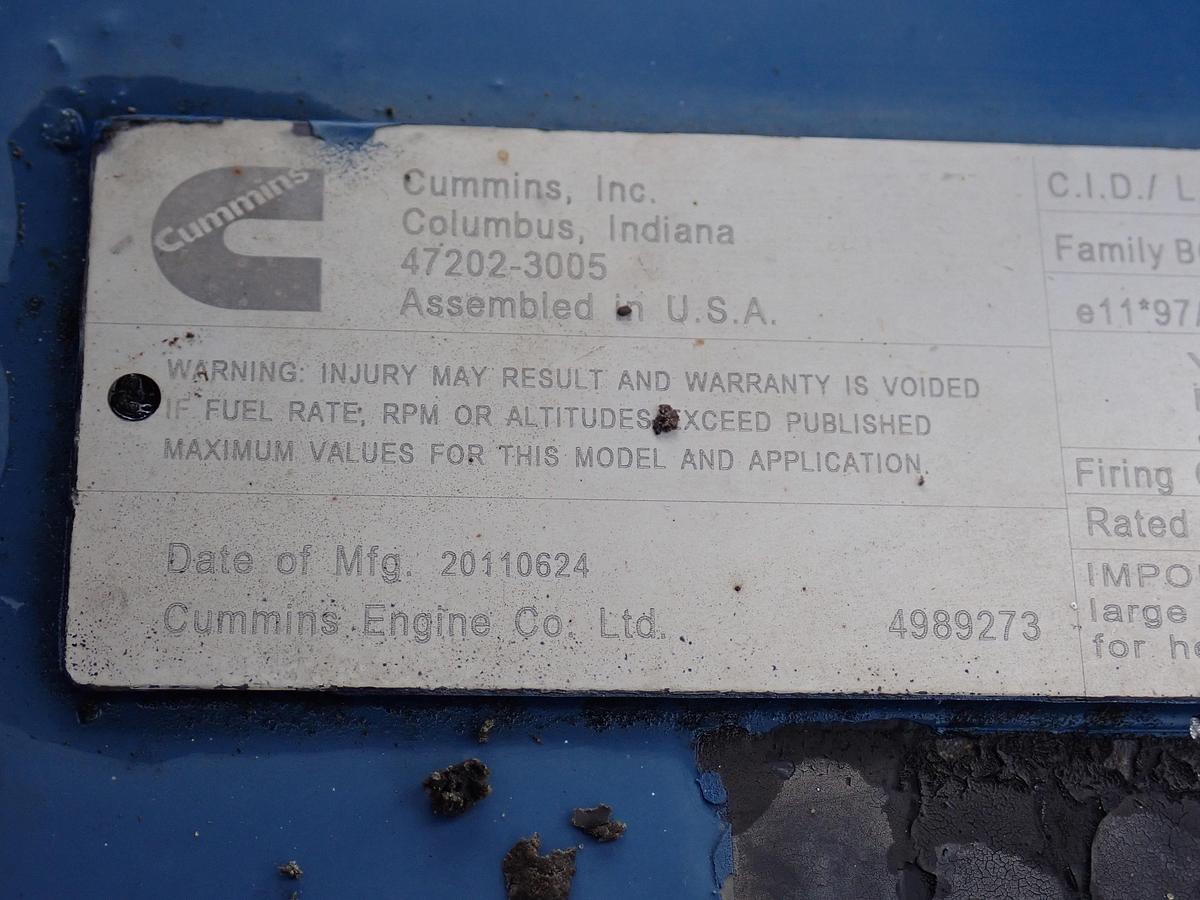 Cummins
Cummins, Inc.
Columbus, Indiana
47202-3005
Assembled in U.S.A.
WARNING: INJURY MAY RESULT AND WARRANTY IS VOIDED
IF FUEL RATE, RPM OR ALTITUDES EXCEED PUBLISHED
MAXIMUM VALUES FOR THIS MODEL AND APPLICATION.
Date of Mfg. 20110624
Cummins Engine Co. Ltd. 4989273
C.I.D./ L
Family
e11*97
Firing
Rated
large
for